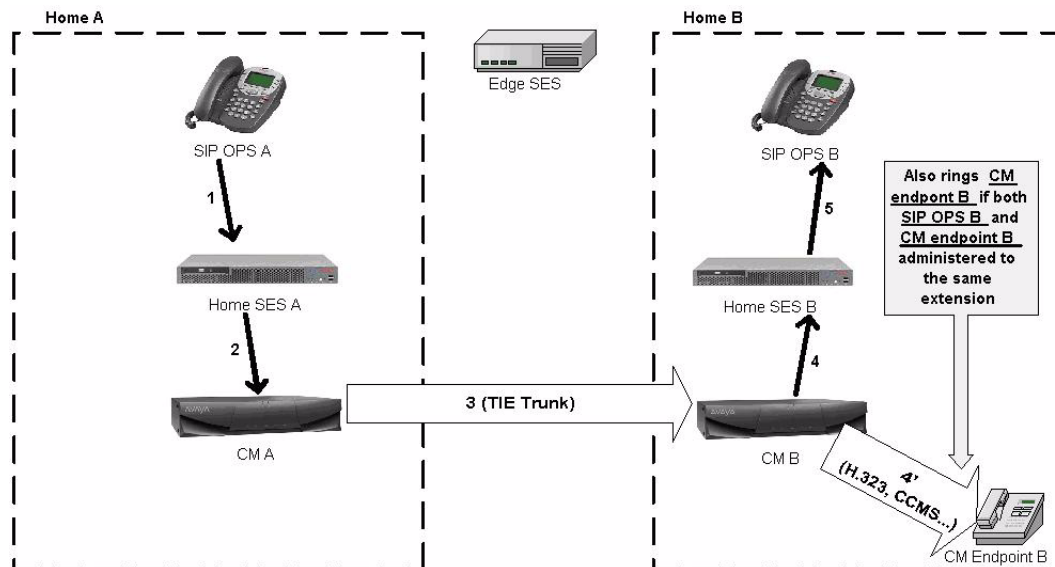 Home A
Home B
Edge SES
SIP OPS A
SIP OPS B
Also rings CM
endpont B if both
SIP OPS B and
CM endpoint B
administered to
the same
extension
1
5
Home SES A
Home SES B
2
4
AVAYA
3 (TIE Trunk)
AVAYA
CM A
CM B
4'
(H.323, CCMS...)
CM Endpoint B